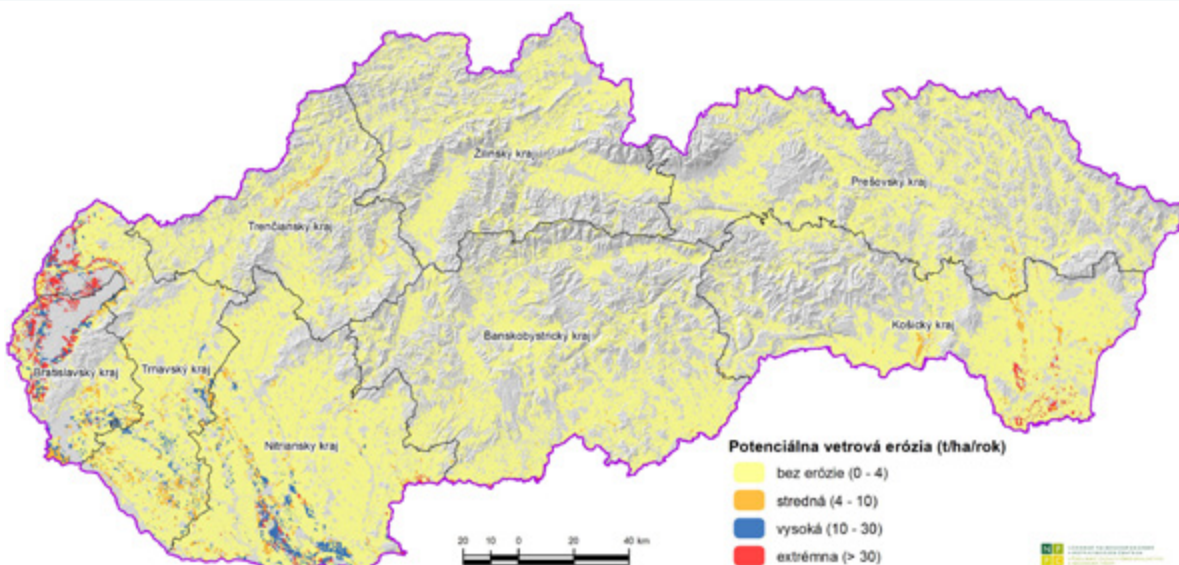 Žilinský kraj
Prešovský kraj
Trenčiansky kraj
Košický kraj
Banskobystrický kraj
Bratislavský kraj
Trnavský kraj
Nitriansky kraj
Potenciálna vetrová erózia (t/ha/rok)
bez erózie (0 - 4)
stredná (4 - 10)
vysoká (10 - 30)
extrémna (> 30)
20 10 0 20 40 km